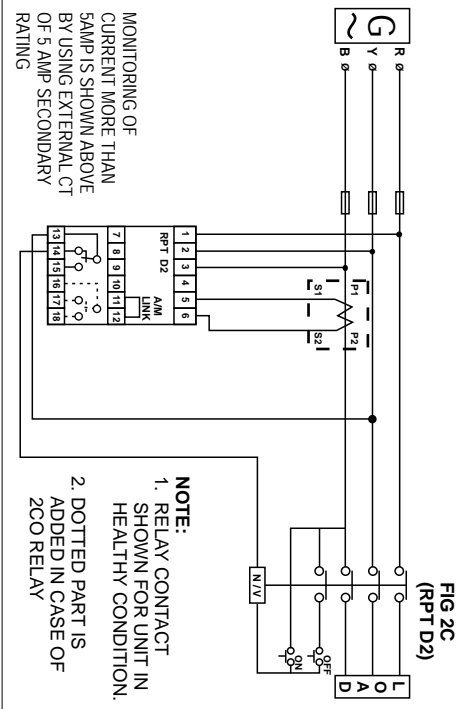 FIG 2C
(RPT D2)
G
~
R Ø
Y Ø
B Ø
L
O
A
D
P1
P2
S1
S2
1 2 3 4 5 6
RPT D2
A/M
LINK
7 8 9 10 11 12
13 14 15 16 17 18
OFF
ON
N / V
MONITORING OF
CURRENT MORE THAN
5AMP IS SHOWN ABOVE
BY USING EXTERNAL CT
OF 5 AMP SECONDARY
RATING
NOTE:
1. RELAY CONTACT
SHOWN FOR UNIT IN
HEALTHY CONDITION.
2. DOTTED PART IS
ADDED IN CASE OF
2CO RELAY